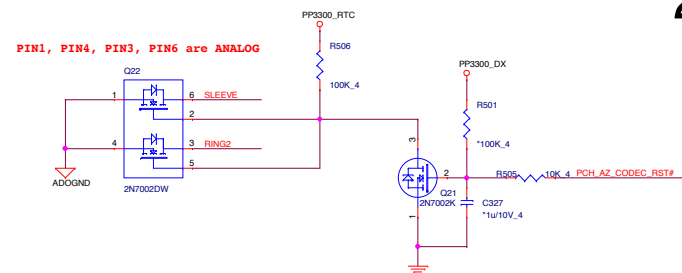 PP3300_RTC
PIN1, PIN4, PIN3, PIN6 are ANALOG
R506
PP3300_DX
Q22
100K_4
1
6
SLEEVE
2
R501
4
3
RING2
*100K_4
5
3
ADOGND
2N7002DW
2
R505
10K_4
PCH_AZ_CODEC_RST#
Q21
2N7002K
C327
*1u/10V_4
1